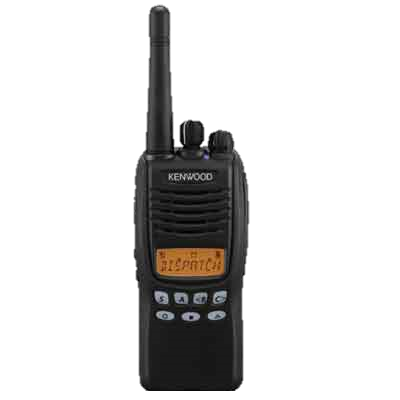 KENWOOD
DISPATCH
S A <B C>